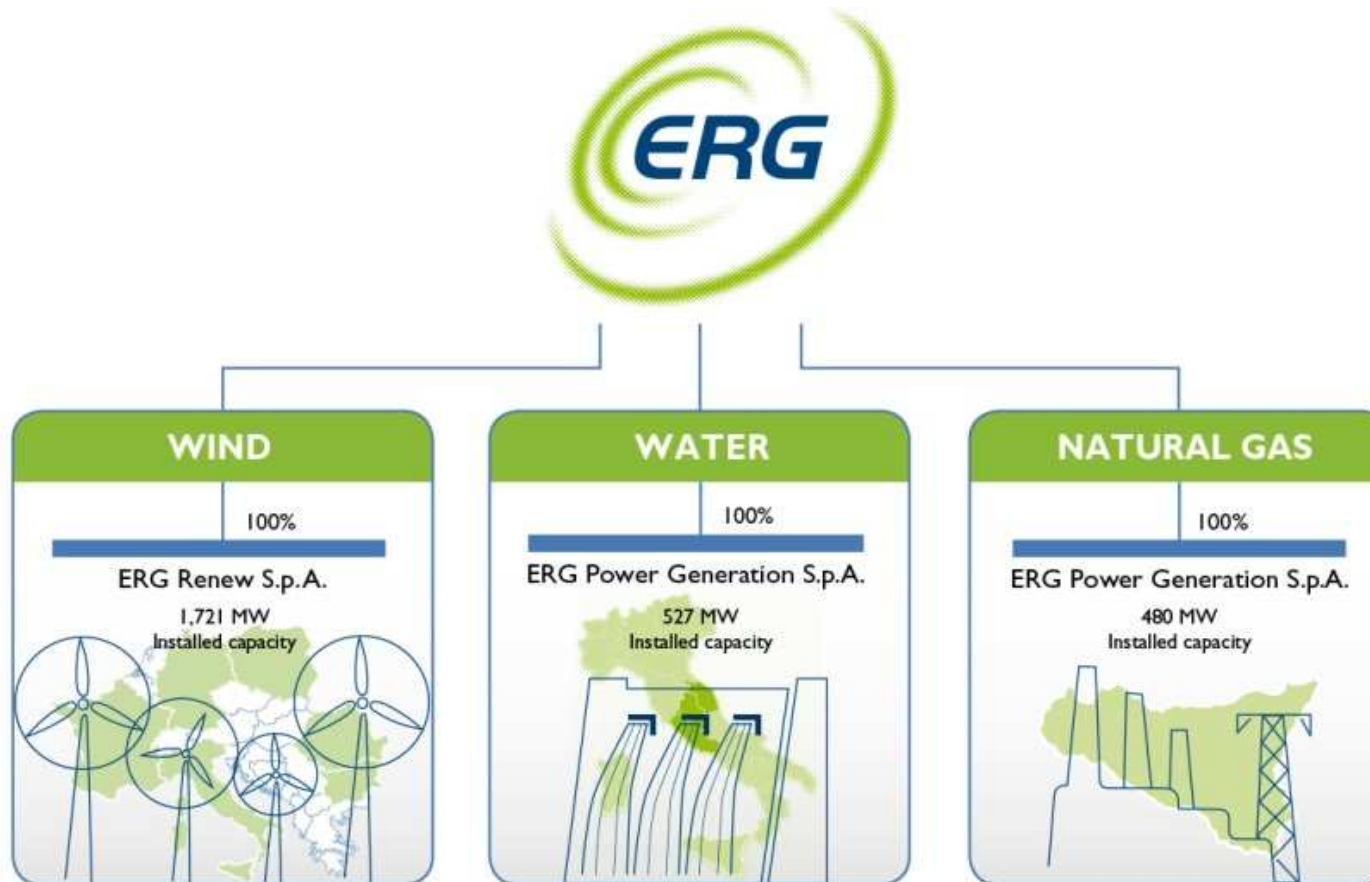 ERG
WIND
100%
ERG Renew S.p.A.
1,721 MW
Installed capacity
WATER
100%
ERG Power Generation S.p.A.
527 MW
Installed capacity
NATURAL GAS
100%
ERG Power Generation S.p.A.
480 MW
Installed capacity